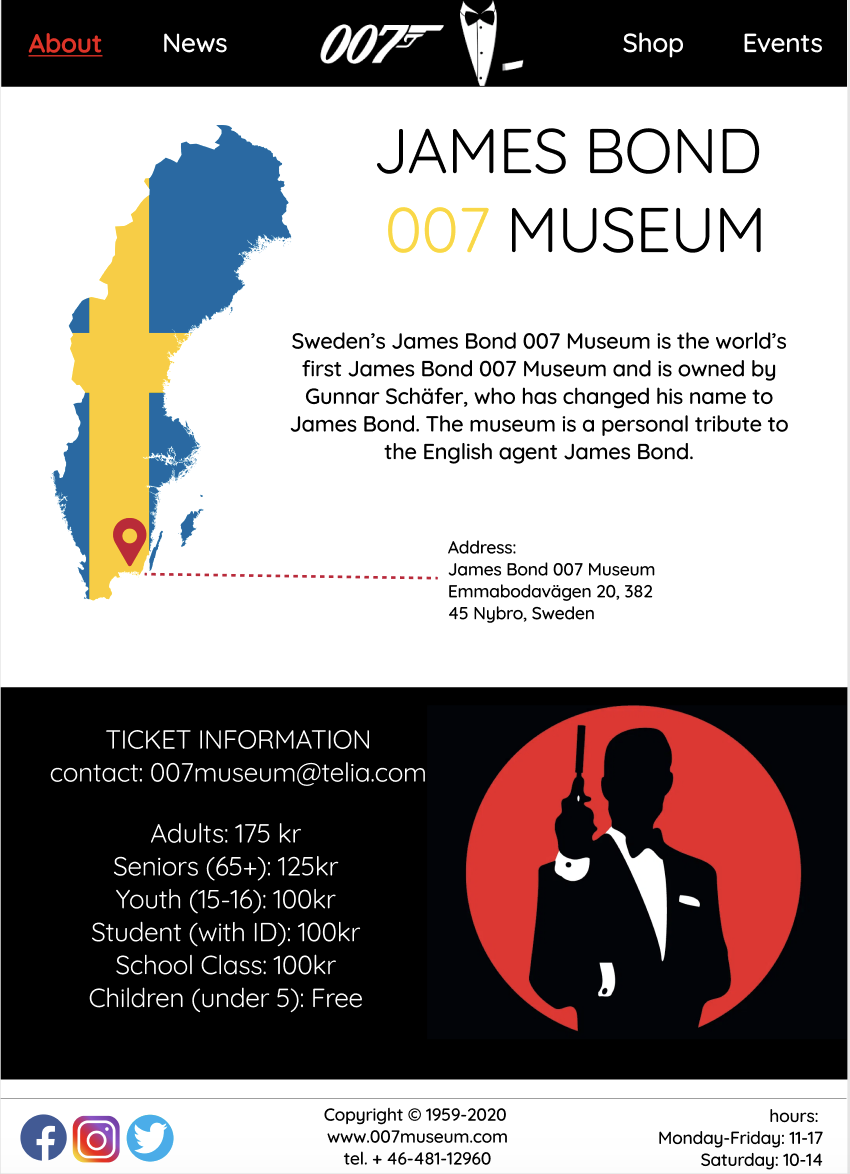 About
News
007
Shop
Events
JAMES BOND
007 MUSEUM
Sweden's James Bond 007 Museum is the world's
first James Bond 007 Museum and is owned by
Gunnar Schäfer, who has changed his name to
James Bond. The museum is a personal tribute to
the English agent James Bond.
Address:
James Bond 007 Museum
Emmabodavägen 20, 382
45 Nybro, Sweden
TICKET INFORMATION
contact: 007museum@telia.com
Adults: 175 kr
Seniors (65+): 125kr
Youth (15-16): 100kr
Student (with ID): 100kr
School Class: 100kr
Children (under 5): Free
Copyright © 1959-2020
www.007museum.com
tel. + 46-481-12960
hours:
Monday-Friday: 11-17
Saturday: 10-14